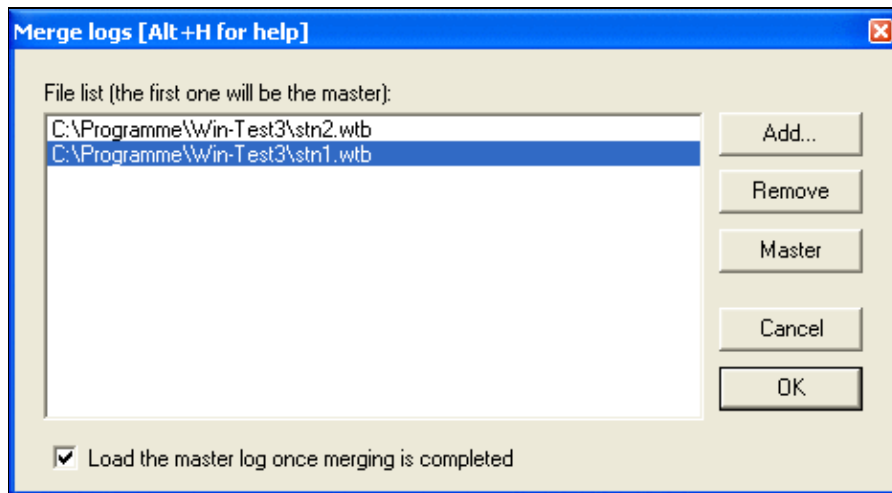 Merge logs [Alt+H for help]
File list (the first one will be the master):
C:\Programme\Win-Test3\stn2.wtb
C:\Programme\Win-Test3\stn1.wtb
Add...
Remove
Master
Cancel
OK
Load the master log once merging is completed